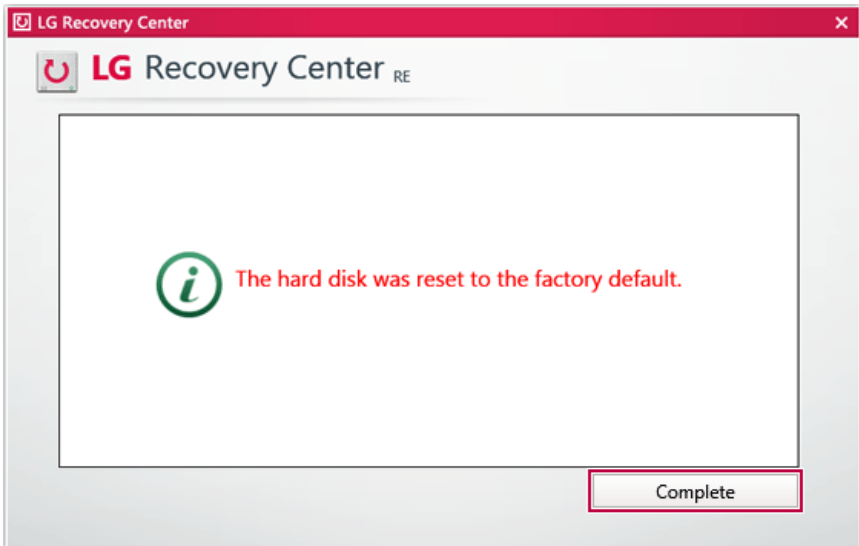 LG Recovery Center
LG Recovery Center RE
The hard disk was reset to the factory default.
Complete